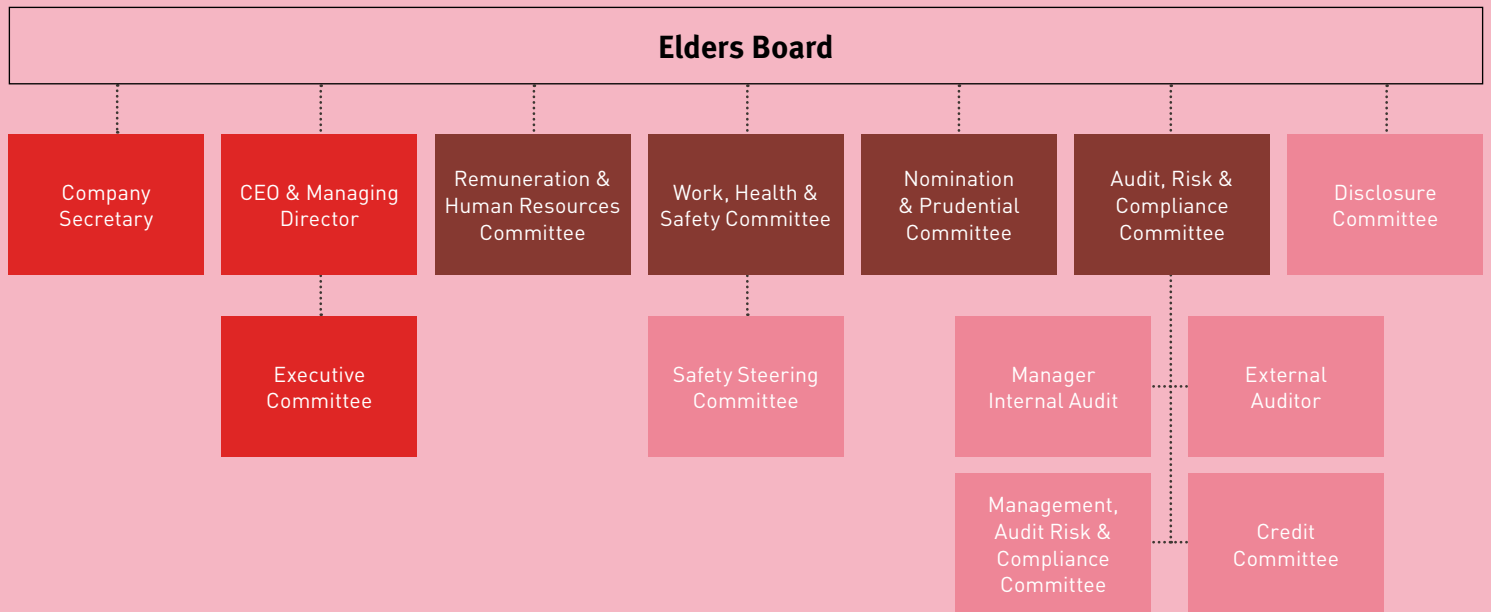 Elders Board
Company
Secretary
CEO & Managing
Director
Remuneration &
Human Resources
Committee
Work, Health &
Safety Committee
Nomination
& Prudential
Committee
Audit, Risk &
Compliance
Committee
Disclosure
Committee
Executive
Committee
Safety Steering
Committee
Manager
Internal Audit
External
Auditor
Management,
Audit Risk &
Compliance
Committee
Credit
Committee